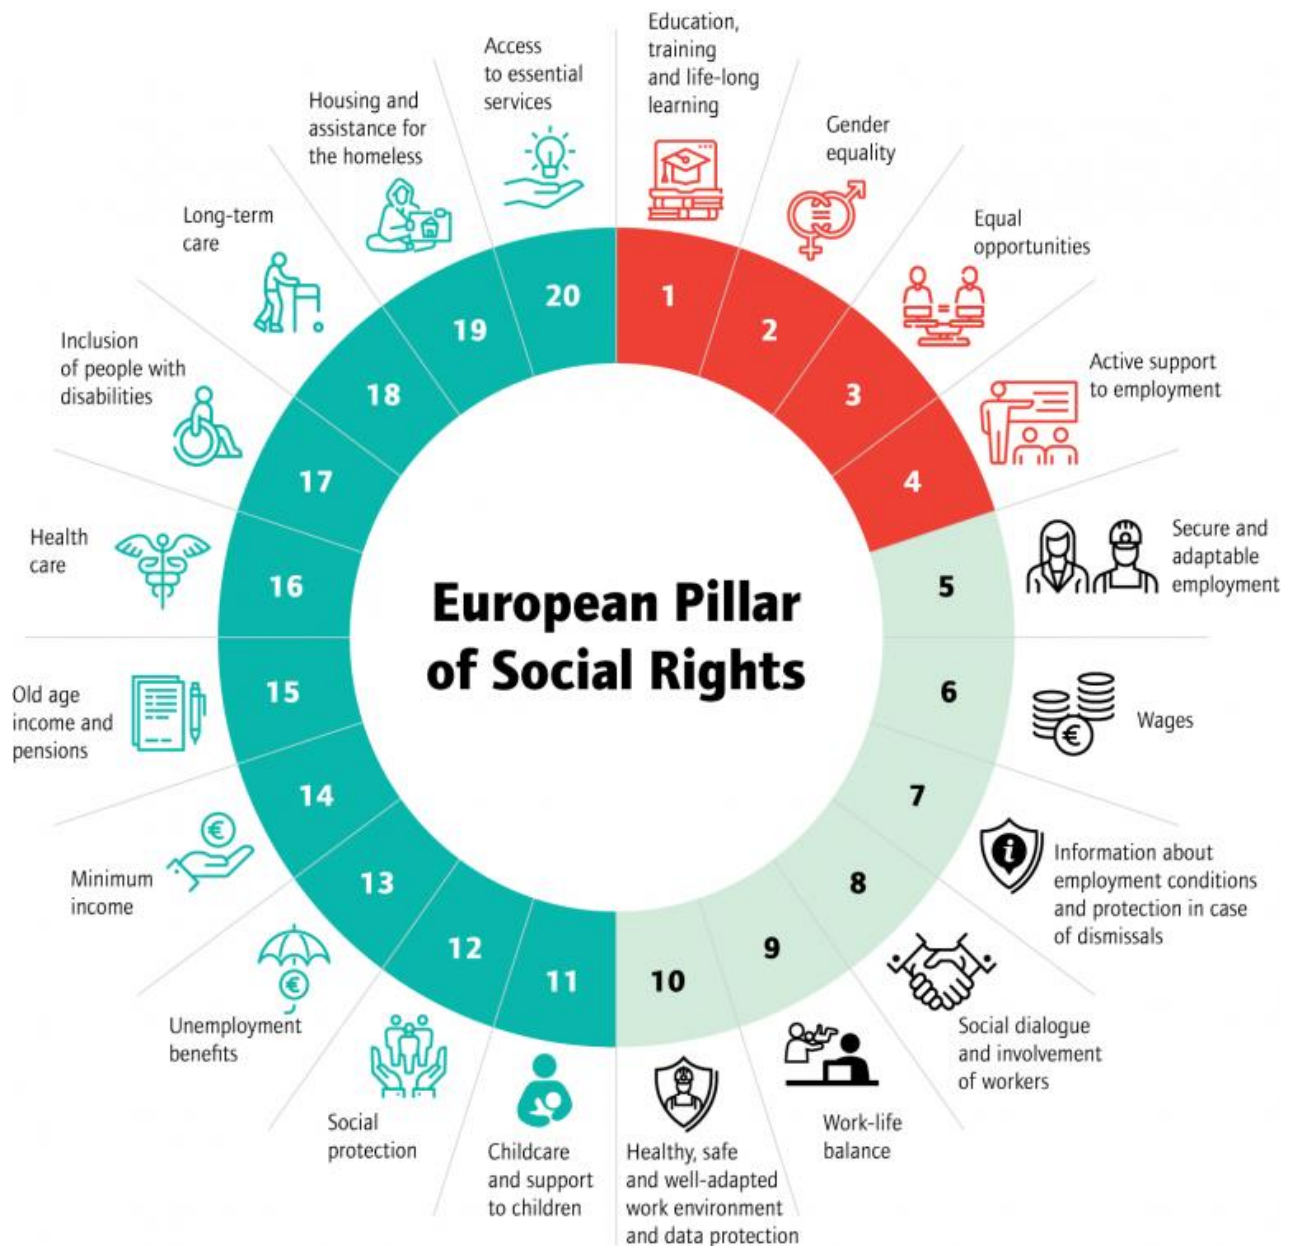 European Pillar
of Social Rights
1
Education,
training
and life-long
learning
2
Gender
equality
3
Equal
opportunities
4
Active support
to employment
5
Secure and
adaptable
employment
6
Wages
€
7
Information about
employment conditions
and protection in case
of dismissals
i
8
Social dialogue
and involvement
of workers
9
Work-life
balance
10
Healthy, safe
and well-adapted
work environment
and data protection
11
Childcare
and support
to children
12
Social
protection
13
Unemployment
benefits
€
14
Minimum
income
€
15
Old age
income and
pensions
16
Health
care
17
Inclusion
of people with
disabilities
18
Long-term
care
19
Housing and
assistance for
the homeless
20
Access
to essential
services